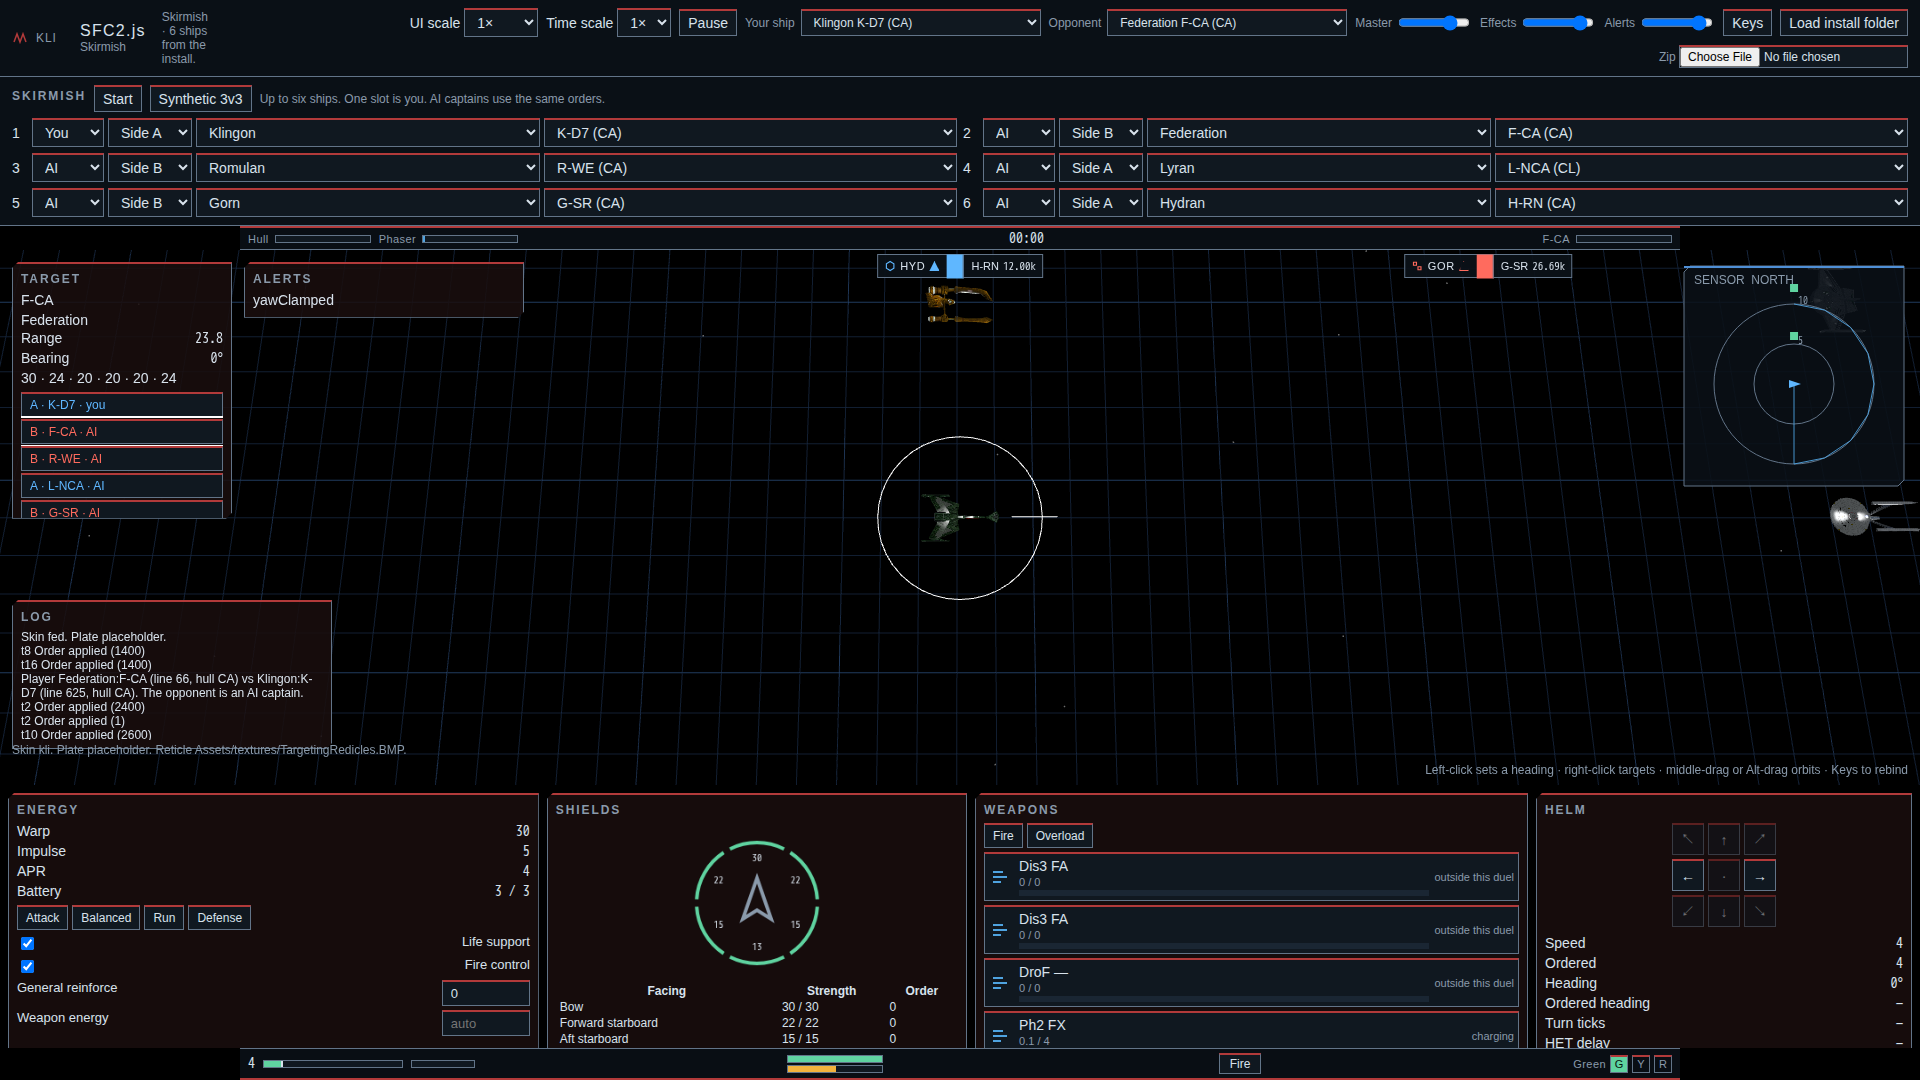 KLI
SFC2.js
Skirmish
Skirmish
· 6 ships
from the
install.
UI scale 1× Time scale 1× Pause Your ship Klingon K-D7 (CA) Opponent Federation F-CA (CA) Master Effects Alerts Keys Load install folder
Zip Choose File No file chosen
SKIRMISH Start Synthetic 3v3 Up to six ships. One slot is you. AI captains use the same orders.
1 You Side A Klingon K-D7 (CA) 2 AI Side B Federation F-CA (CA)
3 AI Side B Romulan R-WE (CA) 4 AI Side A Lyran L-NCA (CL)
5 AI Side B Gorn G-SR (CA) 6 AI Side A Hydran H-RN (CA)
Hull Phaser 00:00 F-CA
TARGET
F-CA
Federation
Range 23.8
Bearing 0°
30 · 24 · 20 · 20 · 20 · 24
A · K-D7 · you
B · F-CA · AI
B · R-WE · AI
A · L-NCA · AI
B · G-SR · AI
ALERTS
yawClamped
HYD H-RN 12.00k
GOR G-SR 26.69k
SENSOR NORTH
10
5
LOG
Skin fed. Plate placeholder.
t8 Order applied (1400)
t16 Order applied (1400)
Player Federation:F-CA (line 66, hull CA) vs Klingon:K-
D7 (line 625, hull CA). The opponent is an AI captain.
t2 Order applied (2400)
t2 Order applied (1)
t10 Order applied (2600)
Skin kli. Plate placeholder. Reticle Assets/textures/TargetingRedicles.BMP.
Left-click sets a heading · right-click targets · middle-drag or Alt-drag orbits · Keys to rebind
ENERGY
Warp 30
Impulse 5
APR 4
Battery 3 / 3
Attack Balanced Run Defense
Life support
Fire control
General reinforce 0
Weapon energy auto
SHIELDS
30
22 22
15 15
13
Facing Strength Order
Bow 30 / 30 0
Forward starboard 22 / 22 0
Aft starboard 15 / 15 0
WEAPONS
Fire Overload
Dis3 FA
0 / 0 outside this duel
Dis3 FA
0 / 0 outside this duel
DroF —
0 / 0 outside this duel
Ph2 FX
0.1 / 4 charging
HELM
↖ ↑ ↗
← · →
↙ ↓ ↘
Speed 4
Ordered 4
Heading 0°
Ordered heading –
Turn ticks –
HET delay –
4 Fire Green G Y R